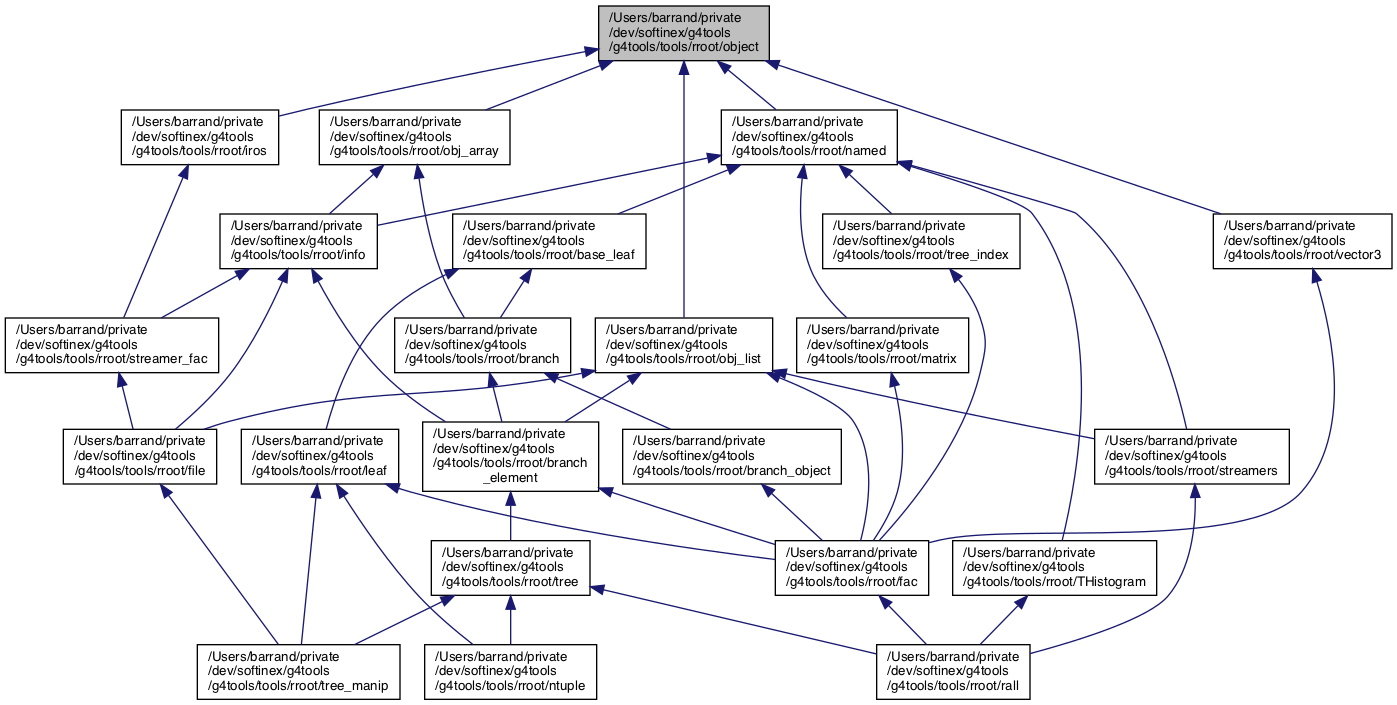 /Users/barrand/private
/dev/softinex/g4tools
/g4tools/tools/rroot/object
/Users/barrand/private
/dev/softinex/g4tools
/g4tools/tools/rroot/iros
/Users/barrand/private
/dev/softinex/g4tools
/g4tools/tools/rroot/obj_array
/Users/barrand/private
/dev/softinex/g4tools
/g4tools/tools/rroot/named
/Users/barrand/private
/dev/softinex/g4tools
/g4tools/tools/rroot/info
/Users/barrand/private
/dev/softinex/g4tools
/g4tools/tools/rroot/base_leaf
/Users/barrand/private
/dev/softinex/g4tools
/g4tools/tools/rroot/tree_index
/Users/barrand/private
/dev/softinex/g4tools
/g4tools/tools/rroot/vector3
/Users/barrand/private
/dev/softinex/g4tools
/g4tools/tools/rroot/streamer_fac
/Users/barrand/private
/dev/softinex/g4tools
/g4tools/tools/rroot/branch
/Users/barrand/private
/dev/softinex/g4tools
/g4tools/tools/rroot/obj_list
/Users/barrand/private
/dev/softinex/g4tools
/g4tools/tools/rroot/matrix
/Users/barrand/private
/dev/softinex/g4tools
/g4tools/tools/rroot/file
/Users/barrand/private
/dev/softinex/g4tools
/g4tools/tools/rroot/leaf
/Users/barrand/private
/dev/softinex/g4tools
/g4tools/tools/rroot/branch
_element
/Users/barrand/private
/dev/softinex/g4tools
/g4tools/tools/rroot/branch_object
/Users/barrand/private
/dev/softinex/g4tools
/g4tools/tools/rroot/streamers
/Users/barrand/private
/dev/softinex/g4tools
/g4tools/tools/rroot/tree
/Users/barrand/private
/dev/softinex/g4tools
/g4tools/tools/rroot/fac
/Users/barrand/private
/dev/softinex/g4tools
/g4tools/tools/rroot/THistogram
/Users/barrand/private
/dev/softinex/g4tools
/g4tools/tools/rroot/tree_manip
/Users/barrand/private
/dev/softinex/g4tools
/g4tools/tools/rroot/ntuple
/Users/barrand/private
/dev/softinex/g4tools
/g4tools/tools/rroot/rall